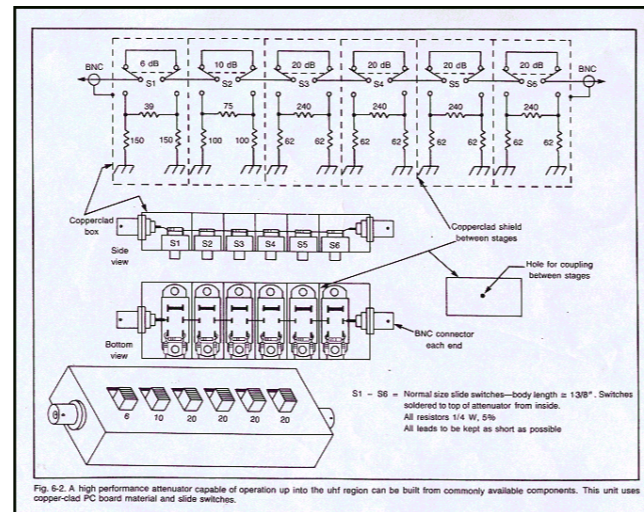 6 dB
10 dB
20 dB
20 dB
20 dB
20 dB
BNC
S1
S2
S3
S4
S5
S6
BNC
39
75
240
240
240
240
150
150
100
100
62
62
62
62
62
62
62
62
Copperclad
box
Side
view
S1
S2
S3
S4
S5
S6
Copperclad shield
between stages
Hole for coupling
between stages
Bottom
view
BNC connector
each end
6
10
20
20
20
20
S1 – S6 = Normal size slide switches—body length ≅ 13/8". Switches
soldered to top of attenuator from inside.
All resistors 1/4 W, 5%
All leads to be kept as short as possible
Fig. 6-2. A high performance attenuator capable of operation up into the uhf region can be built from commonly available components. This unit uses
copper-clad PC board material and slide switches.